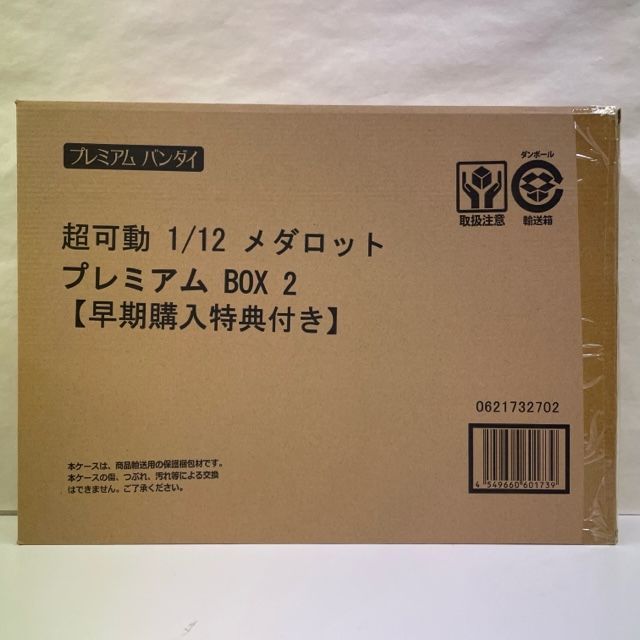 プレミアム バンダイ
ダンボール
取扱注意
輸送箱
超可動 1/12 メダロット
プレミアム BOX 2
【早期購入特典付き】
0621732702
4 549660 601739
本ケースは、商品輸送用の保護梱包材です。
本ケースの傷、つぶれ、汚れ等による交換
はできません。ご了承ください。